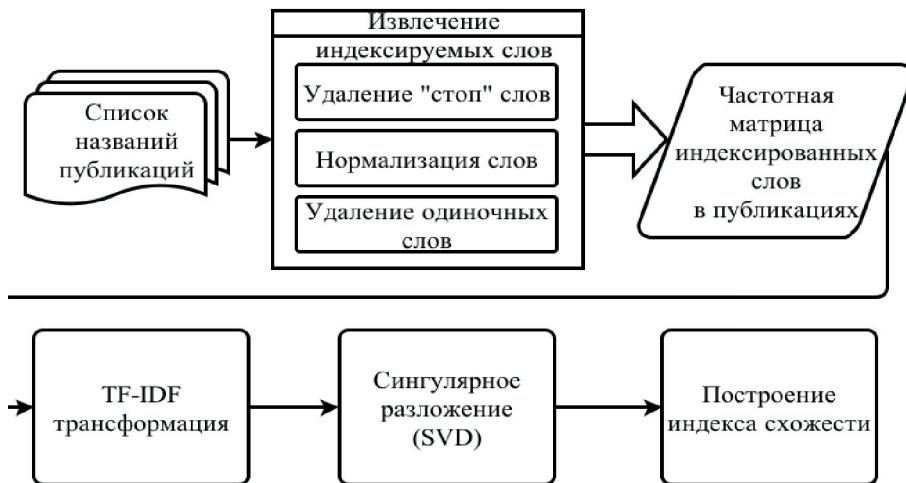 Извлечение
индексируемых слов
Список
названий
публикаций
Удаление "стоп" слов
Нормализация слов
Удаление одиночных
слов
Частотная
матрица
индексированных
слов
в публикациях
TF-IDF
трансформация
Сингулярное
разложение
(SVD)
Построение
индекса схожести